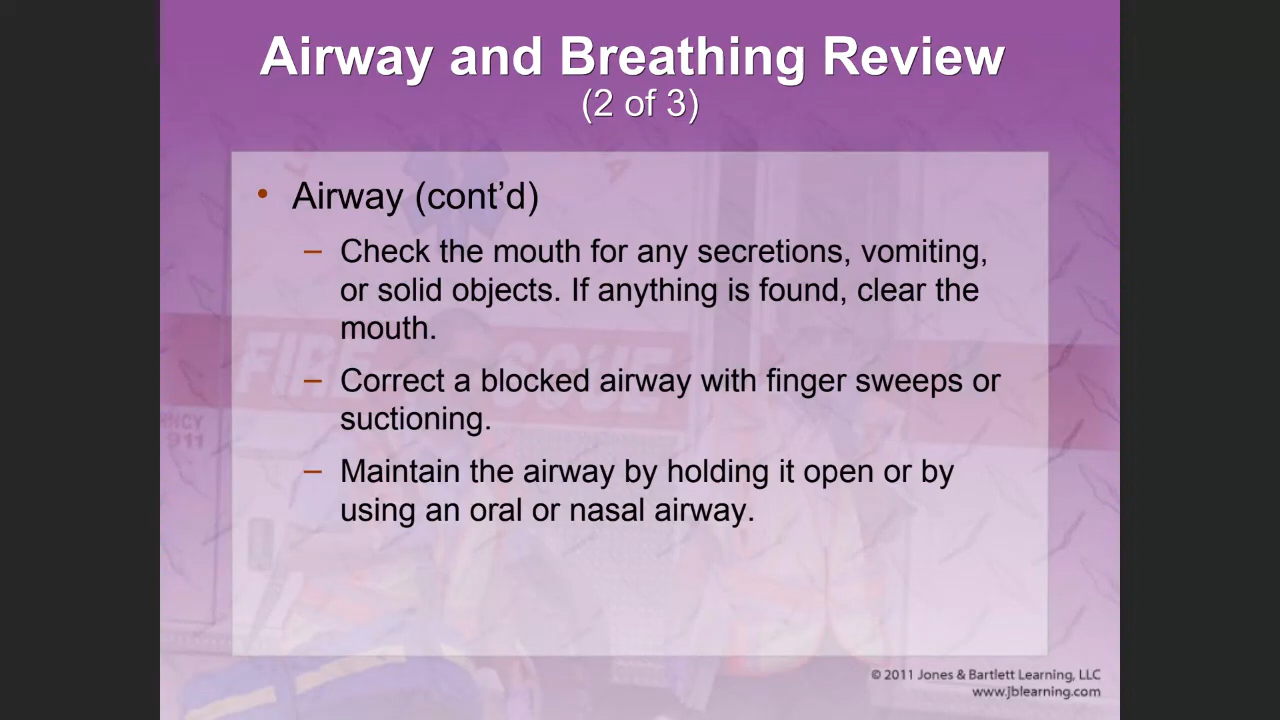 Airway and Breathing Review
(2 of 3)
• Airway (cont’d)
– Check the mouth for any secretions, vomiting,
or solid objects. If anything is found, clear the
mouth.
– Correct a blocked airway with finger sweeps or
suctioning.
– Maintain the airway by holding it open or by
using an oral or nasal airway.
FIRE RESCUE
911
© 2011 Jones & Bartlett Learning, LLC
www.jblearning.com